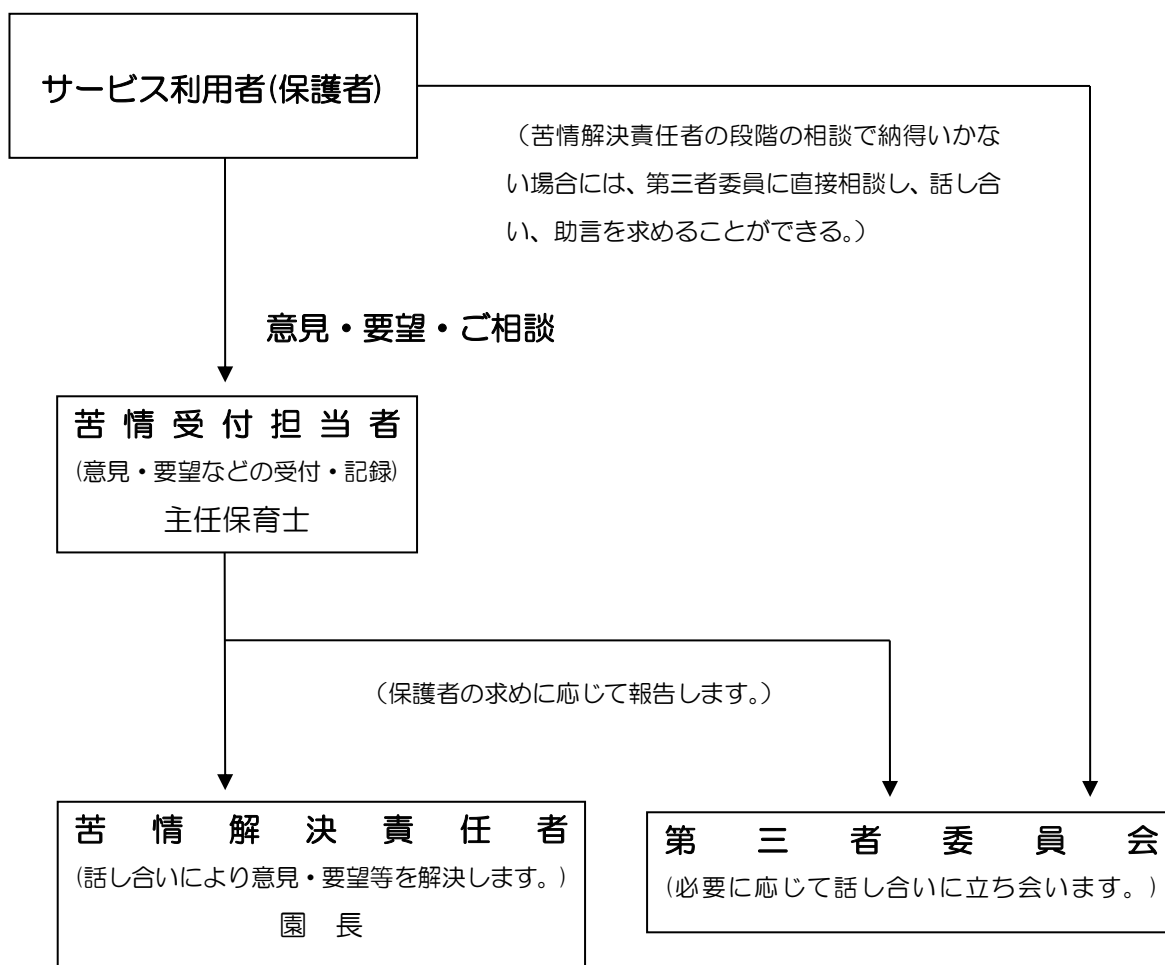 サービス利用者(保護者)
（苦情解決責任者の段階の相談で納得いかな
い場合には、第三者委員に直接相談し、話し合
い、助言を求めることができる。）
意見・要望・ご相談
苦情受付担当者
(意見・要望などの受付・記録)
主任保育士
（保護者の求めに応じて報告します。）
苦情解決責任者
(話し合いにより意見・要望等を解決します。)
園　長
第三者委員会
(必要に応じて話し合いに立ち会います。)